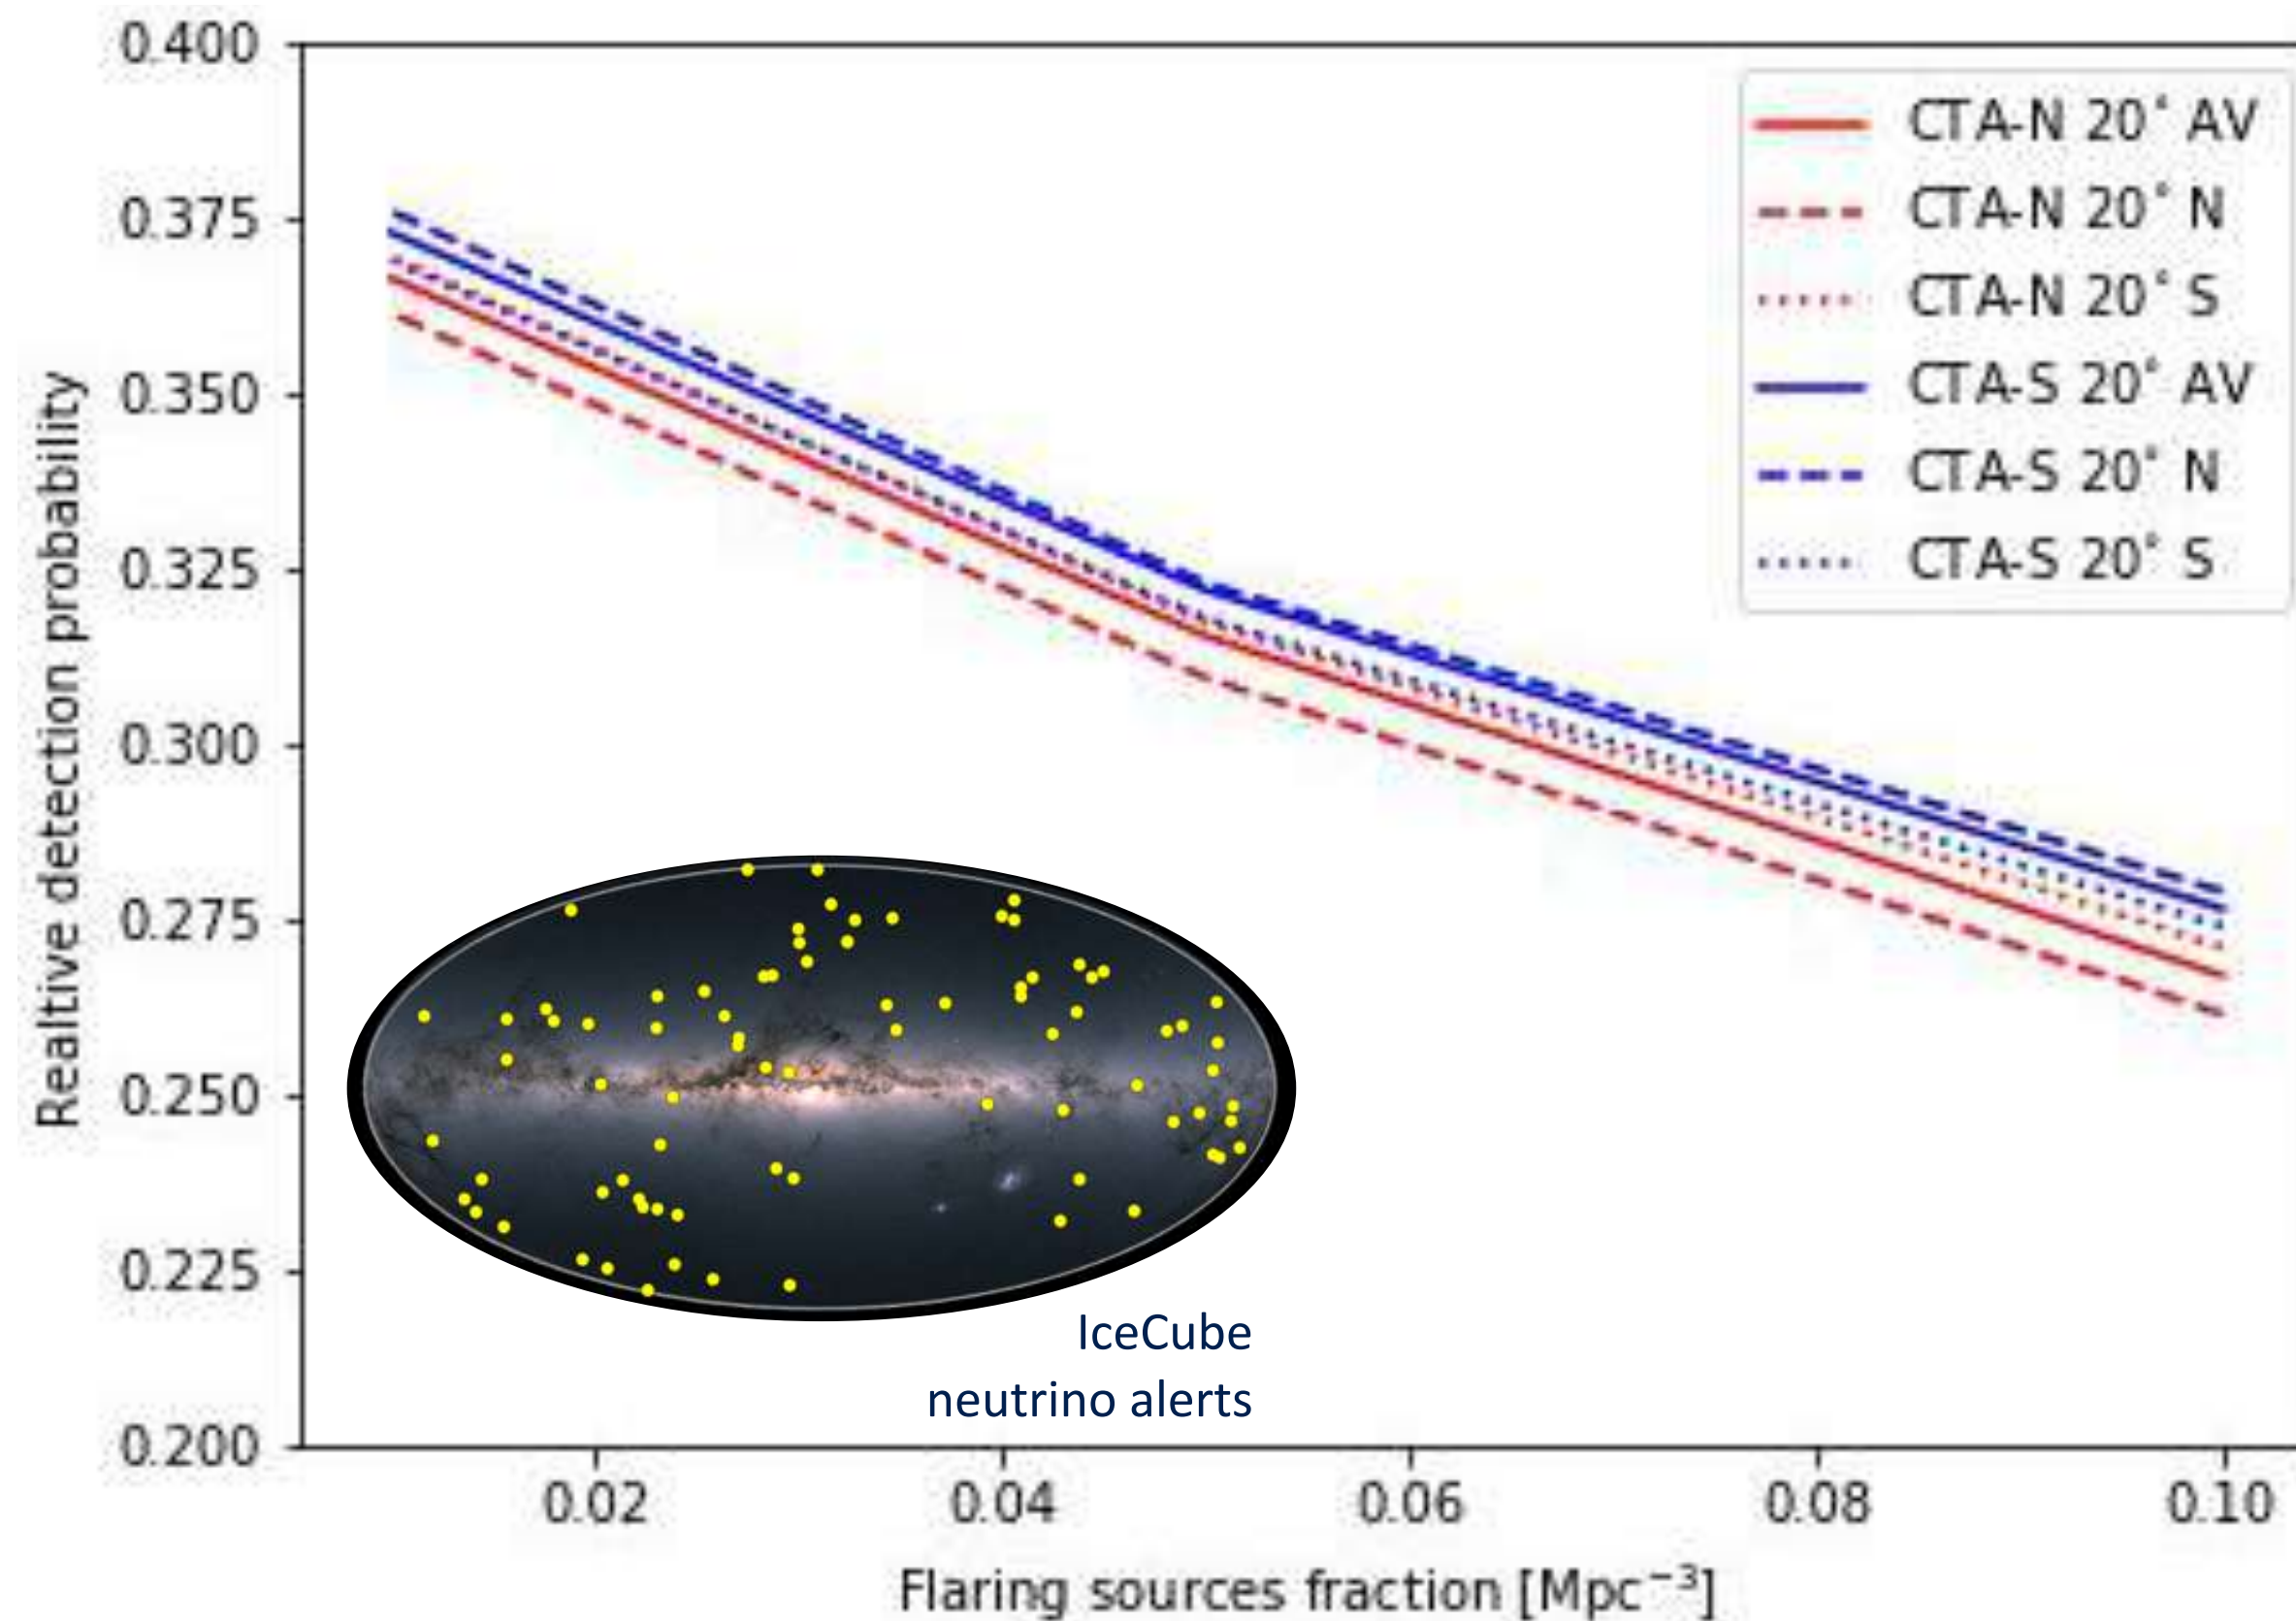 0.400
0.375
0.350
0.325
0.300
0.275
0.250
0.225
0.200
Realtive detection probability
CTA-N 20° AV
CTA-N 20° N
CTA-N 20° S
CTA-S 20° AV
CTA-S 20° N
CTA-S 20° S
IceCube
neutrino alerts
0.02 0.04 0.06 0.08 0.10
Flaring sources fraction [Mpc⁻³]